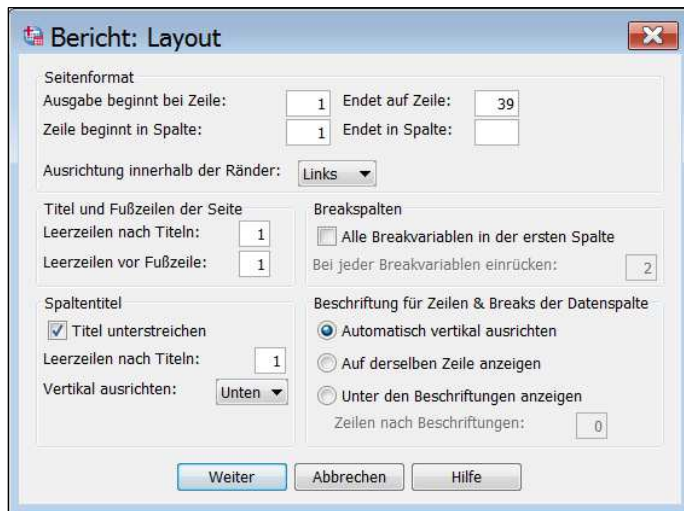 Bericht: Layout
Seitenformat
Ausgabe beginnt bei Zeile: 1 Endet auf Zeile: 39
Zeile beginnt in Spalte: 1 Endet in Spalte:
Ausrichtung innerhalb der Ränder: Links
Titel und Fußzeilen der Seite
Leerzeilen nach Titeln: 1
Leerzeilen vor Fußzeile: 1
Breakspalten
Alle Breakvariablen in der ersten Spalte
Bei jeder Breakvariablen einrücken: 2
Spaltentitel
Titel unterstreichen
Leerzeilen nach Titeln: 1
Vertikal ausrichten: Unten
Beschriftung für Zeilen & Breaks der Datenspalte
Automatisch vertikal ausrichten
Auf derselben Zeile anzeigen
Unter den Beschriftungen anzeigen
Zeilen nach Beschriftungen: 0
Weiter Abbrechen Hilfe